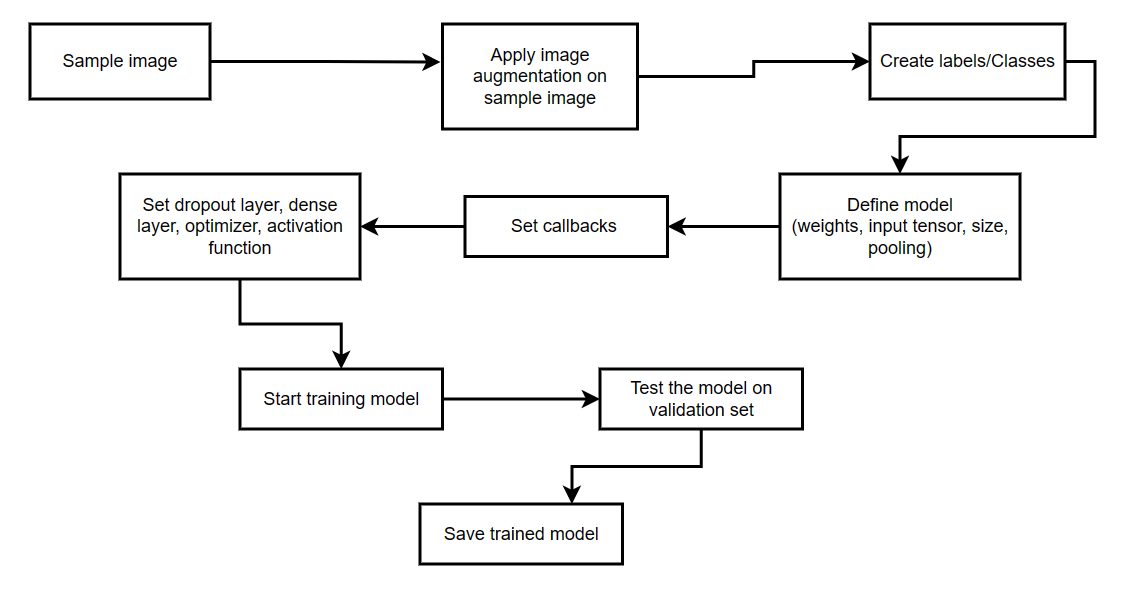 Sample image
Apply image
augmentation on
sample image
Create labels/Classes
Define model
(weights, input tensor, size,
pooling)
Set callbacks
Set dropout layer, dense
layer, optimizer, activation
function
Start training model
Test the model on
validation set
Save trained model